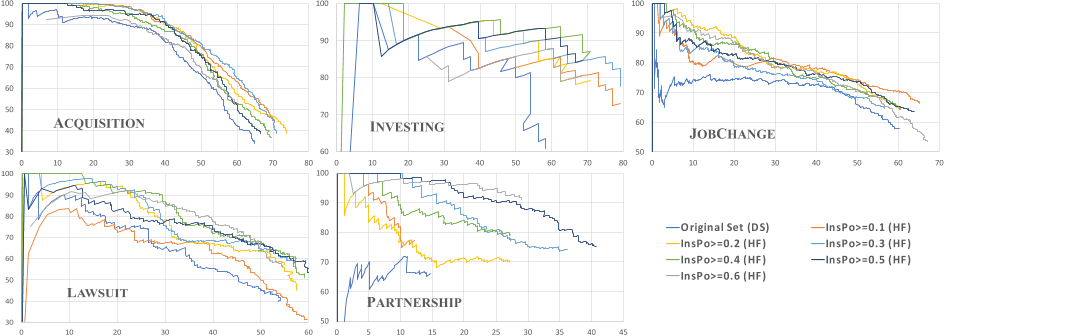 100
90
80
70
60
50
40
30
0 10 20 30 40 50 60 70 80
ACQUISITION
100
90
80
70
60
0 10 20 30 40 50 60 70 80
INVESTING
100
90
80
70
60
50
0 10 20 30 40 50 60 70
JOBCHANGE
100
90
80
70
60
50
40
30
0 10 20 30 40 50 60
LAWSUIT
100
90
80
70
60
50
0 5 10 15 20 25 30 35 40 45
PARTNERSHIP
Original Set (DS) InsPo>=0.1 (HF)
InsPo>=0.2 (HF) InsPo>=0.3 (HF)
InsPo>=0.4 (HF) InsPo>=0.5 (HF)
InsPo>=0.6 (HF)